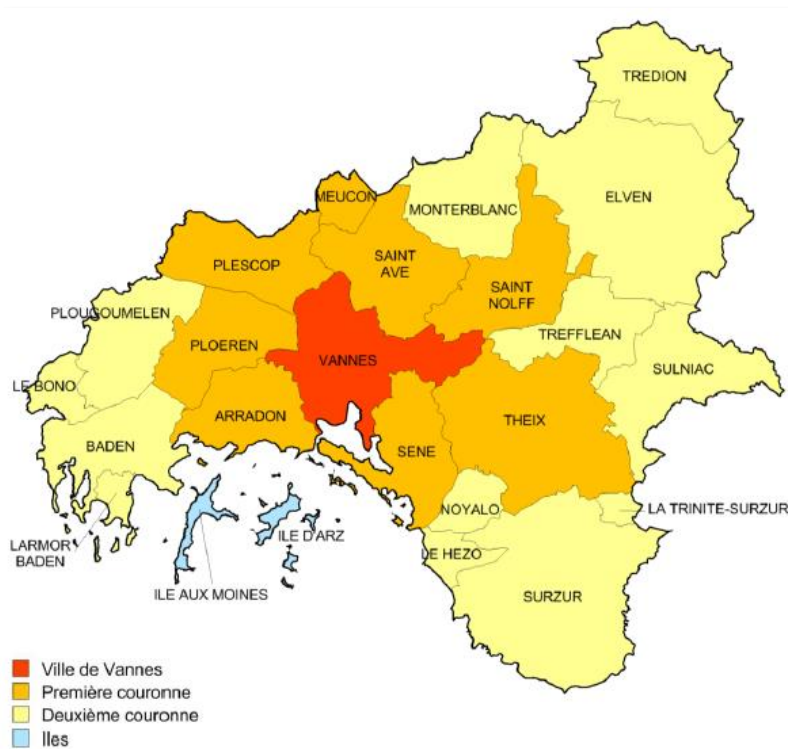 TREDION
MEUCON
MONTERBLANC
ELVEN
PLESCOP
SAINT
AVE
SAINT
NOLFF
PLOUGOUMELEN
PLOEREN
VANNES
TREFFLEAN
LE BONO
SULNIAC
ARRADON
BADEN
SENE
THEIX
NOYALO
LA TRINITE-SURZUR
LARMOR
BADEN
ILE D'ARZ
LE HEZO
ILE AUX MOINES
SURZUR
Ville de Vannes
Première couronne
Deuxième couronne
Iles